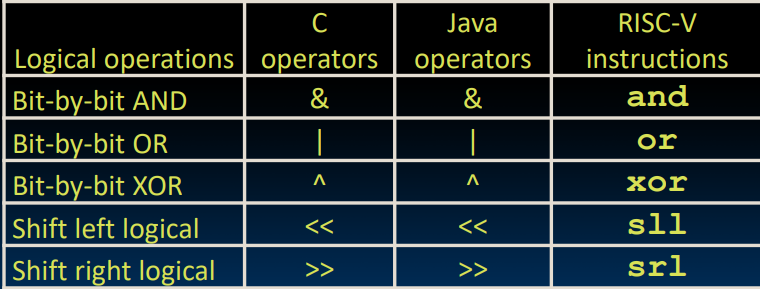 Logical operations C operators Java operators RISC-V instructions
Bit-by-bit AND & & and
Bit-by-bit OR | | or
Bit-by-bit XOR ^ ^ xor
Shift left logical << << sll
Shift right logical >> >> srl